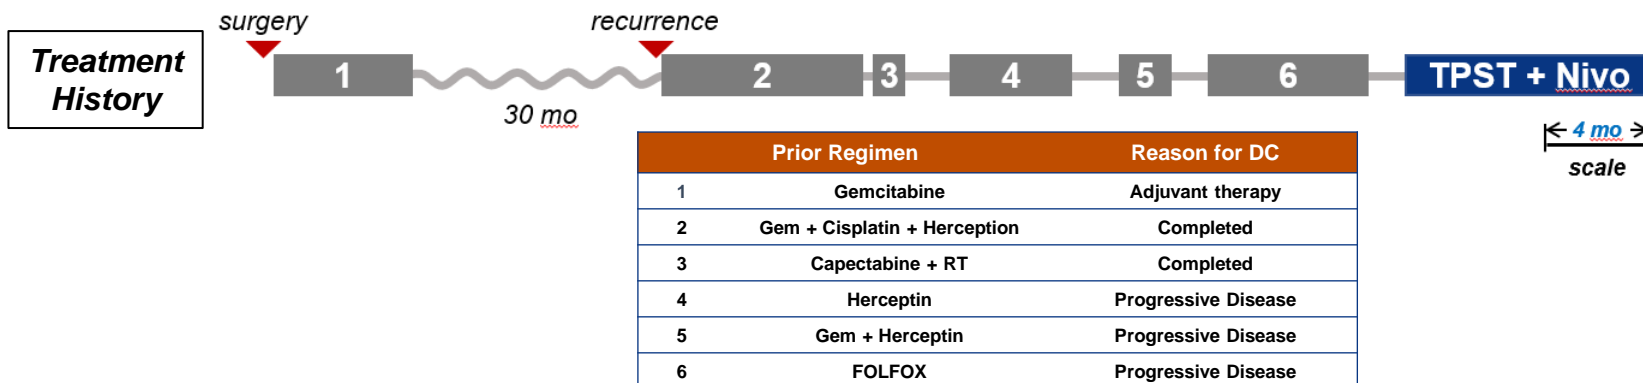 surgery
recurrence
Treatment
History
1
2
3
4
5
6
TPST + Nivo
30 mo
4 mo
scale
Prior Regimen Reason for DC
1 Gemcitabine Adjuvant therapy
2 Gem + Cisplatin + Herception Completed
3 Capectabine + RT Completed
4 Herceptin Progressive Disease
5 Gem + Herceptin Progressive Disease
6 FOLFOX Progressive Disease